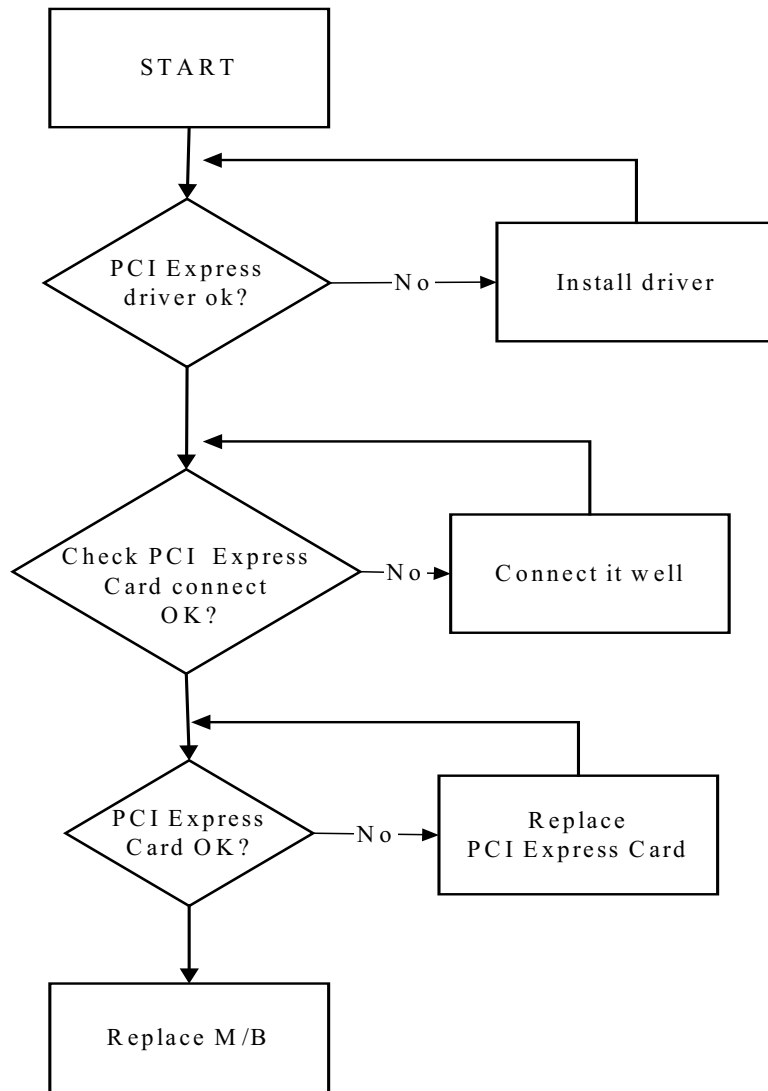 START
PCI Express
driver ok?
No
Install driver
Check PCI Express
Card connect
OK?
No
Connect it well
PCI Express
Card OK?
No
Replace
PCI Express Card
Replace M/B